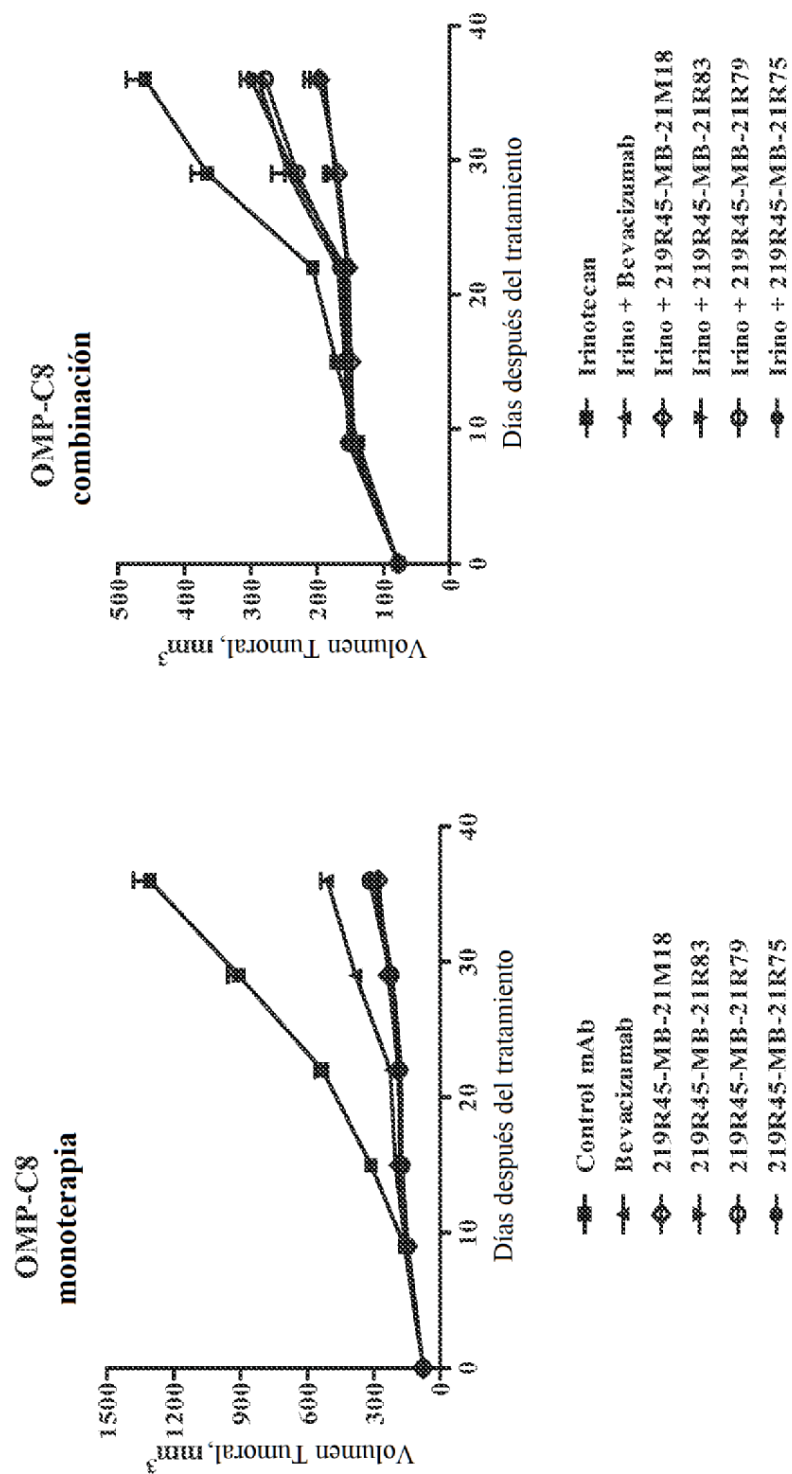 OMP-C8
monoterapia
Volumen Tumoral, mm³
1500
1200
900
600
300
0
0
10
20
30
40
Días después del tratamiento
Control mAb
Bevacizumab
219R45-MB-21M18
219R45-MB-21R83
219R45-MB-21R79
219R45-MB-21R75
OMP-C8
combinación
Volumen Tumoral, mm³
500
400
300
200
100
0
0
10
20
30
40
Días después del tratamiento
Irinotecan
Irino + Bevacizumab
Irino + 219R45-MB-21M18
Irino + 219R45-MB-21R83
Irino + 219R45-MB-21R79
Irino + 219R45-MB-21R75